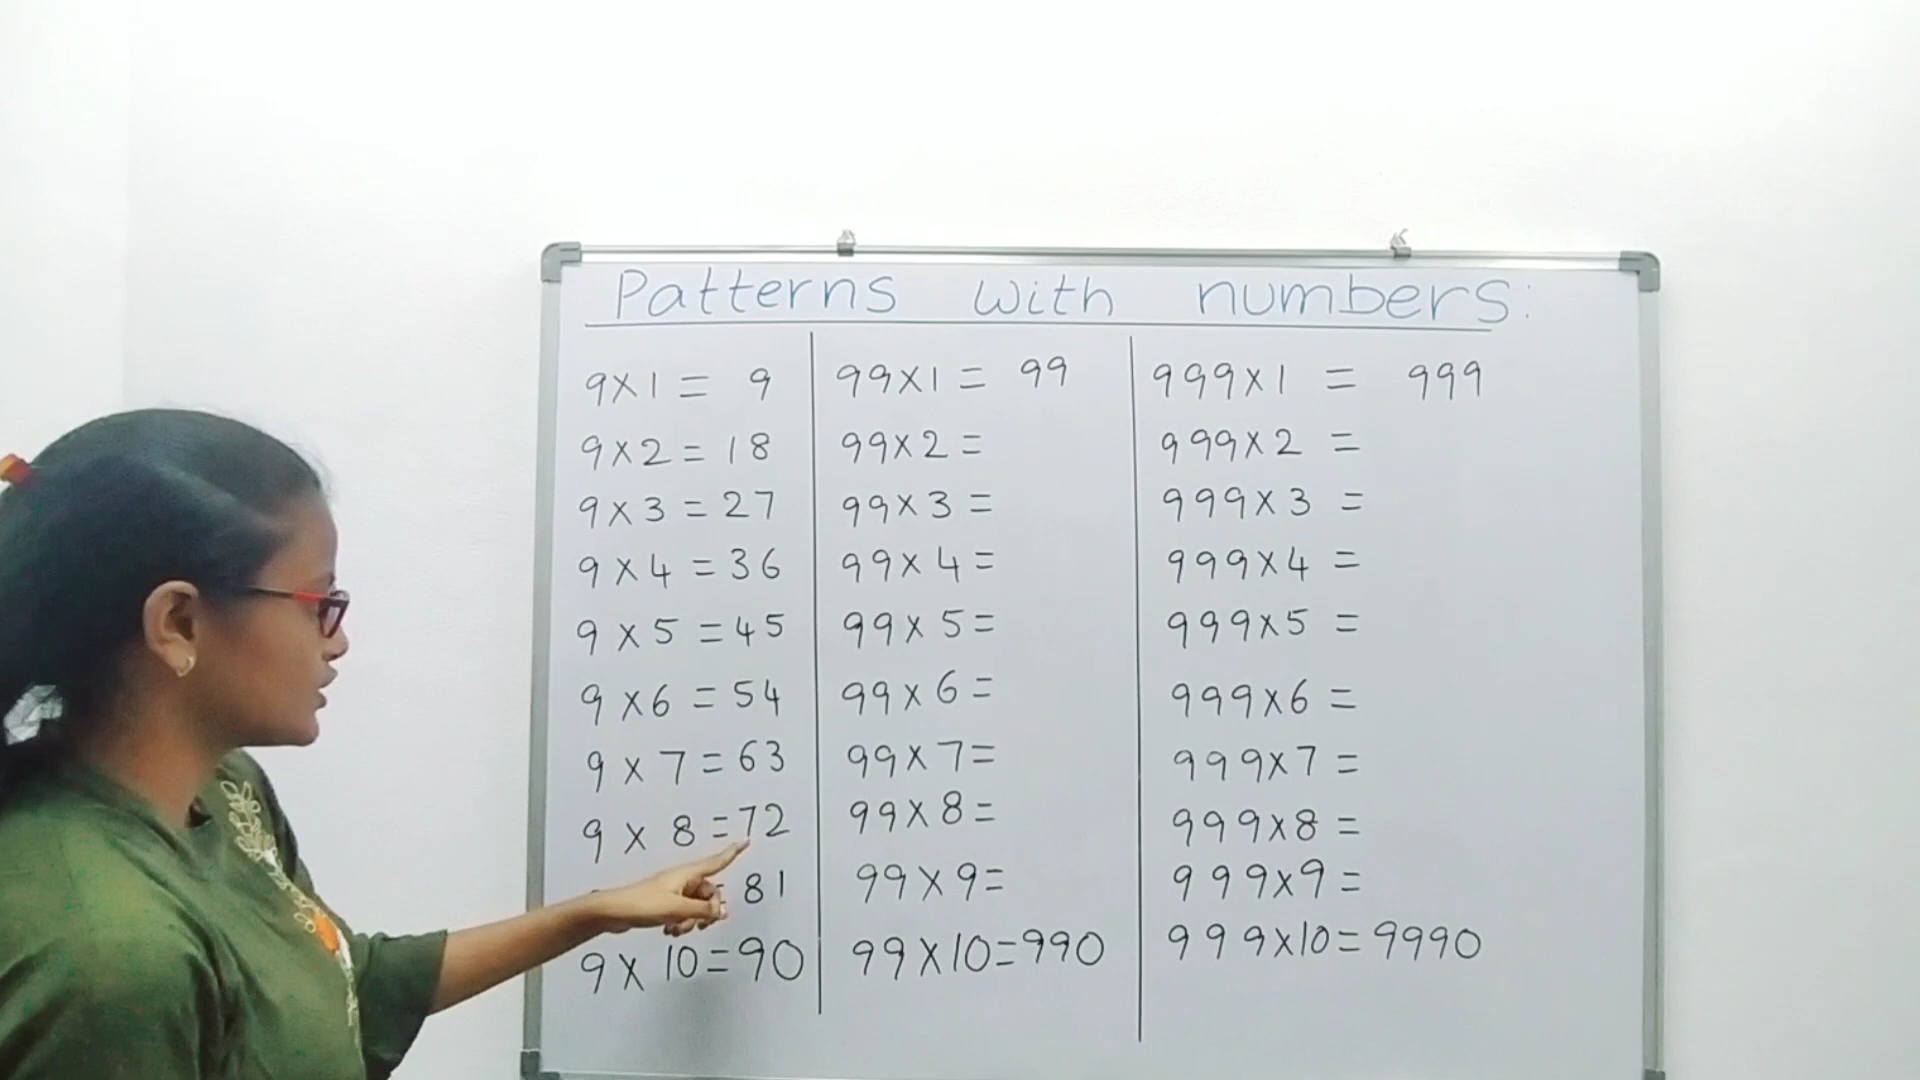 Patterns with numbers:
9x1 = 9
9x2 = 18
9x3 = 27
9x4 = 36
9x5 = 45
9x6 = 54
9x7 = 63
9x8 = 72
= 81
9x10 = 90
99x1 = 99
99x2 =
99x3 =
99x4 =
99x5 =
99x6 =
99x7 =
99x8 =
99x9 =
99x10 = 990
999x1 = 999
999x2 =
999x3 =
999x4 =
999x5 =
999x6 =
999x7 =
999x8 =
999x9 =
999x10 = 9990